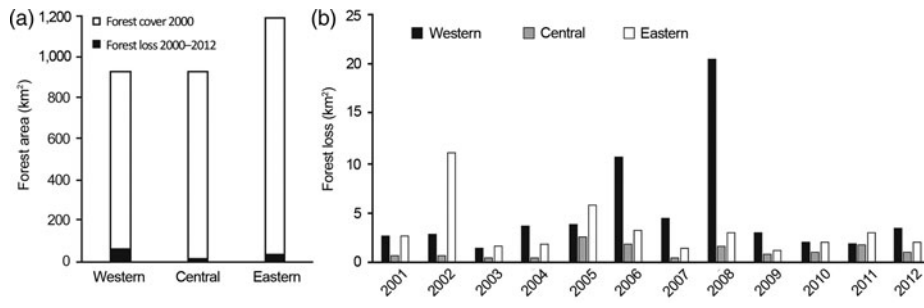 (a)
Forest cover 2000
Forest loss 2000–2012
Forest area (km²)
1,200
1,000
800
600
400
200
0
Western Central Eastern
(b)
Western Central Eastern
Forest loss (km²)
25
20
15
10
5
0
2001 2002 2003 2004 2005 2006 2007 2008 2009 2010 2011 2012